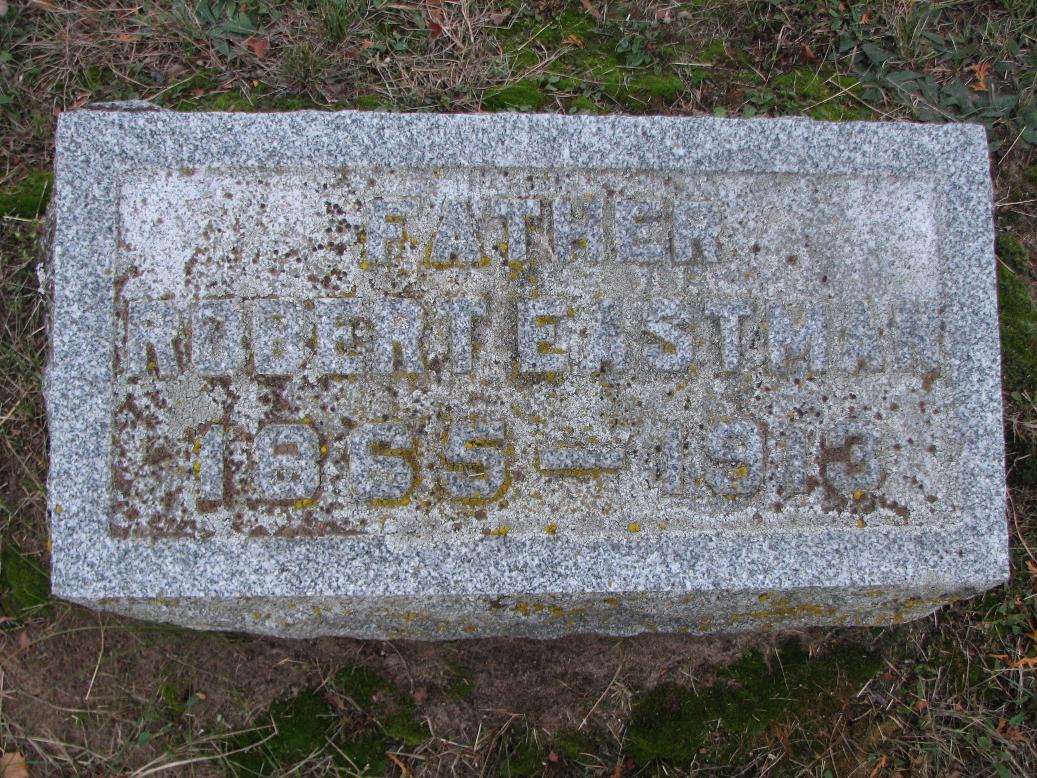 FATHER
ROBERT EASTMAN
1865-1913